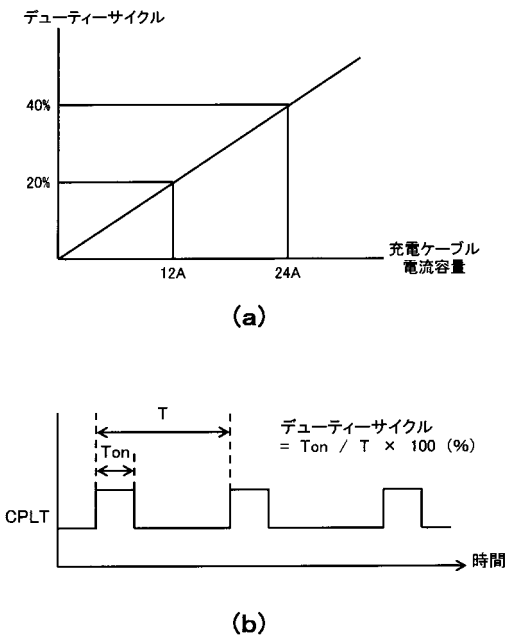 デューティーサイクル
40%
20%
12A
24A
充電ケーブル
電流容量
(a)
T
デューティーサイクル
= Ton / T × 100 (%)
Ton
CPLT
時間
(b)